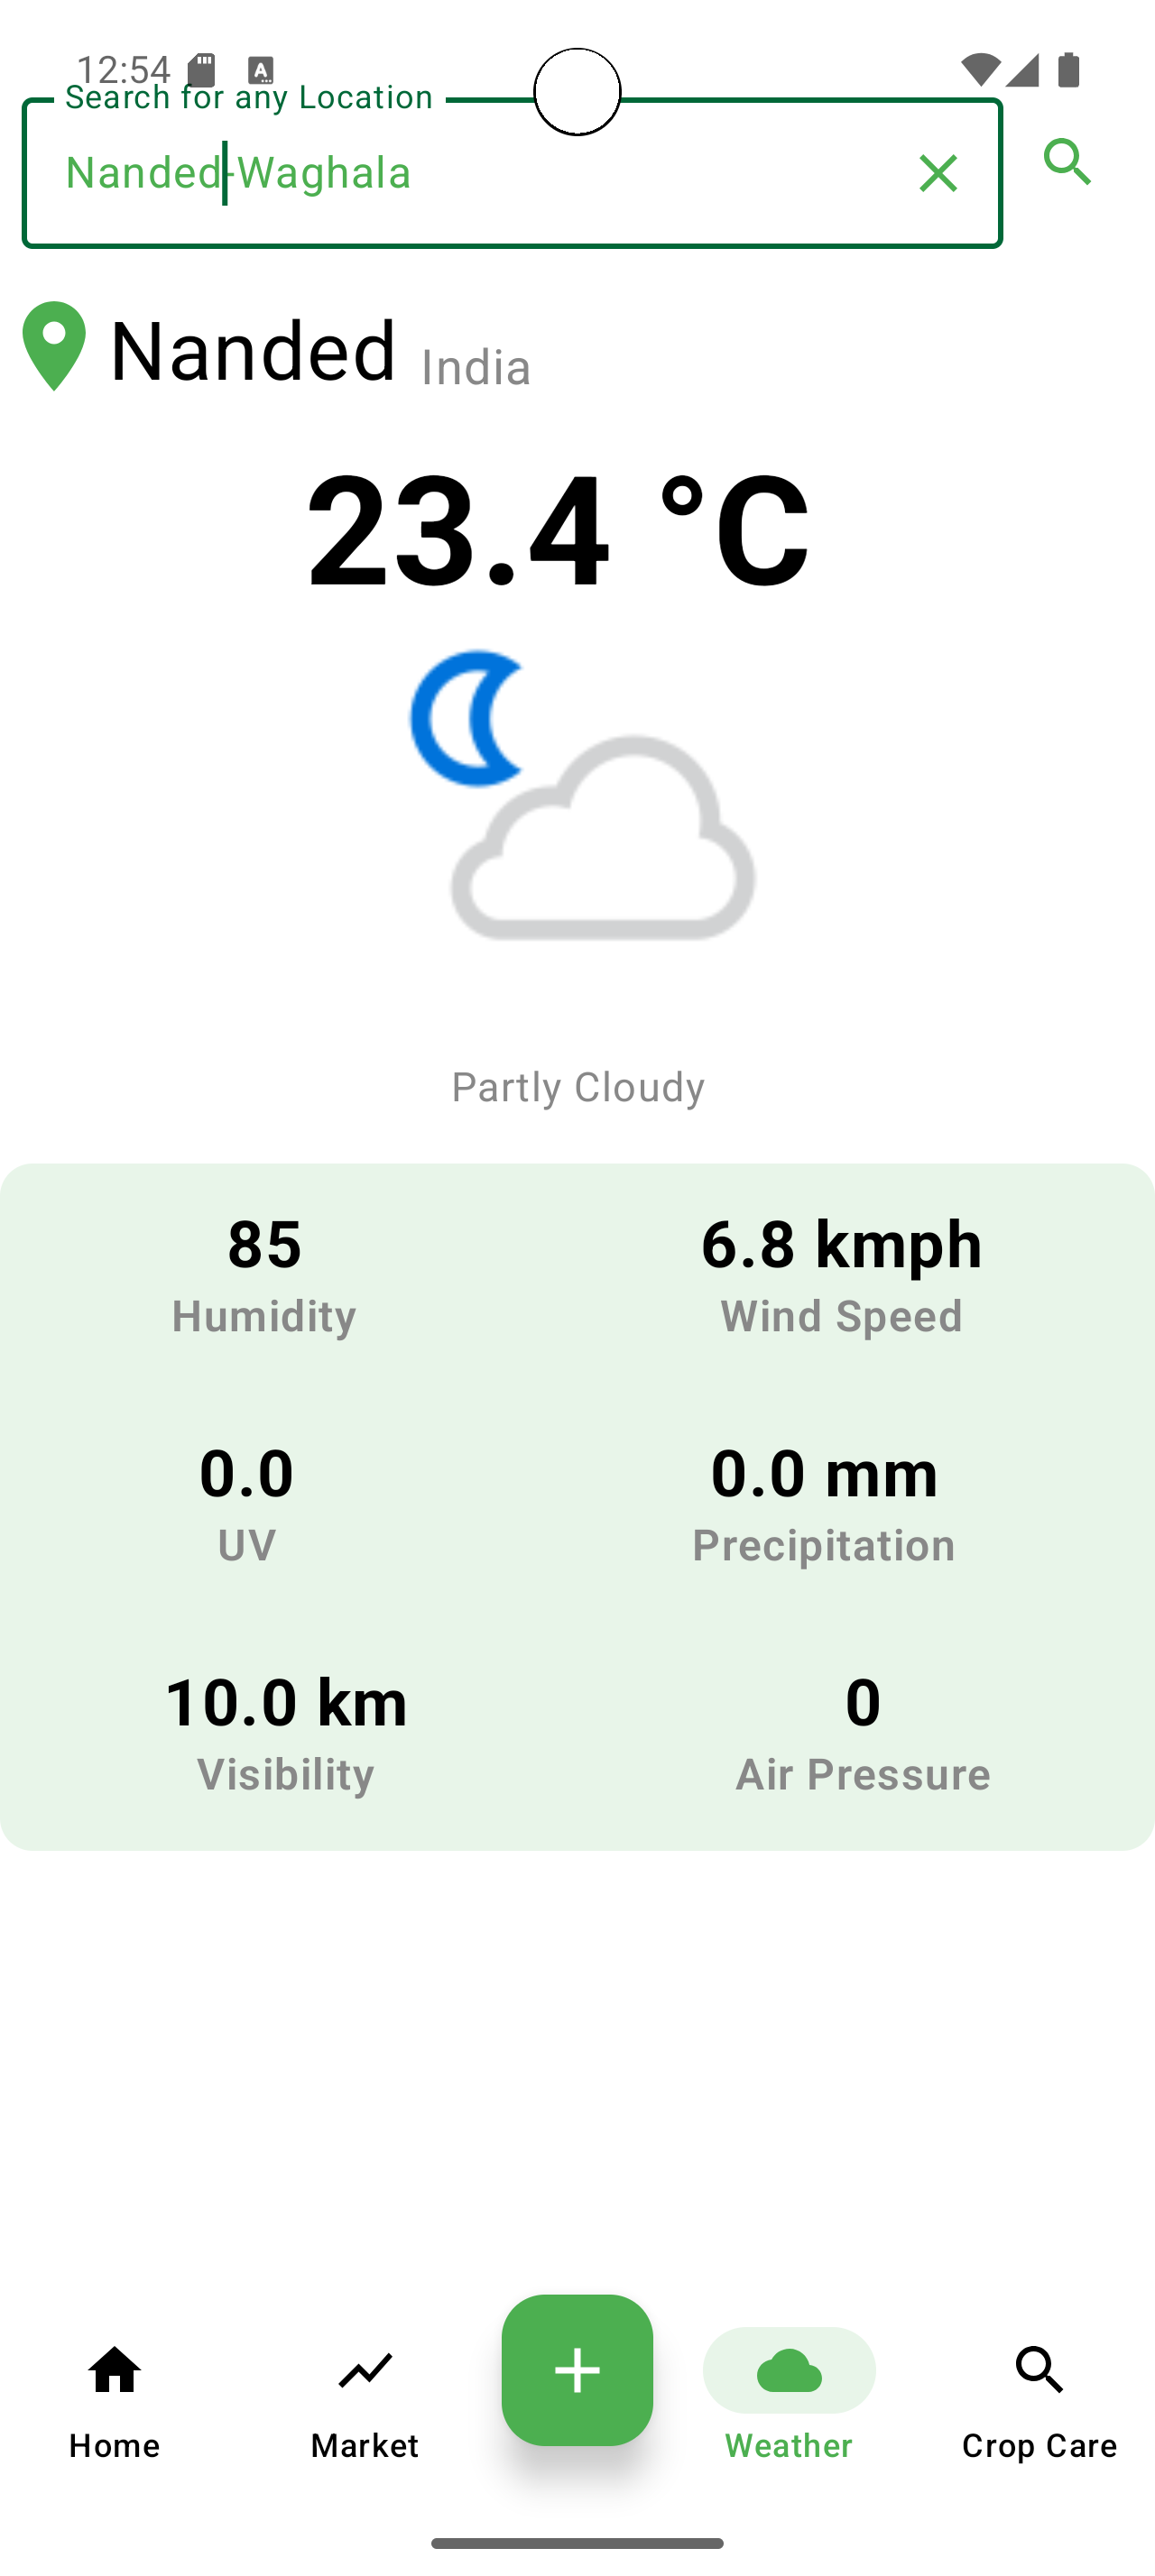 12:54
Search for any Location
Nanded-Waghala
Nanded India
23.4 °C
Partly Cloudy
85 6.8 kmph
Humidity Wind Speed
0.0 0.0 mm
UV Precipitation
10.0 km 0
Visibility Air Pressure
Home Market Weather Crop Care